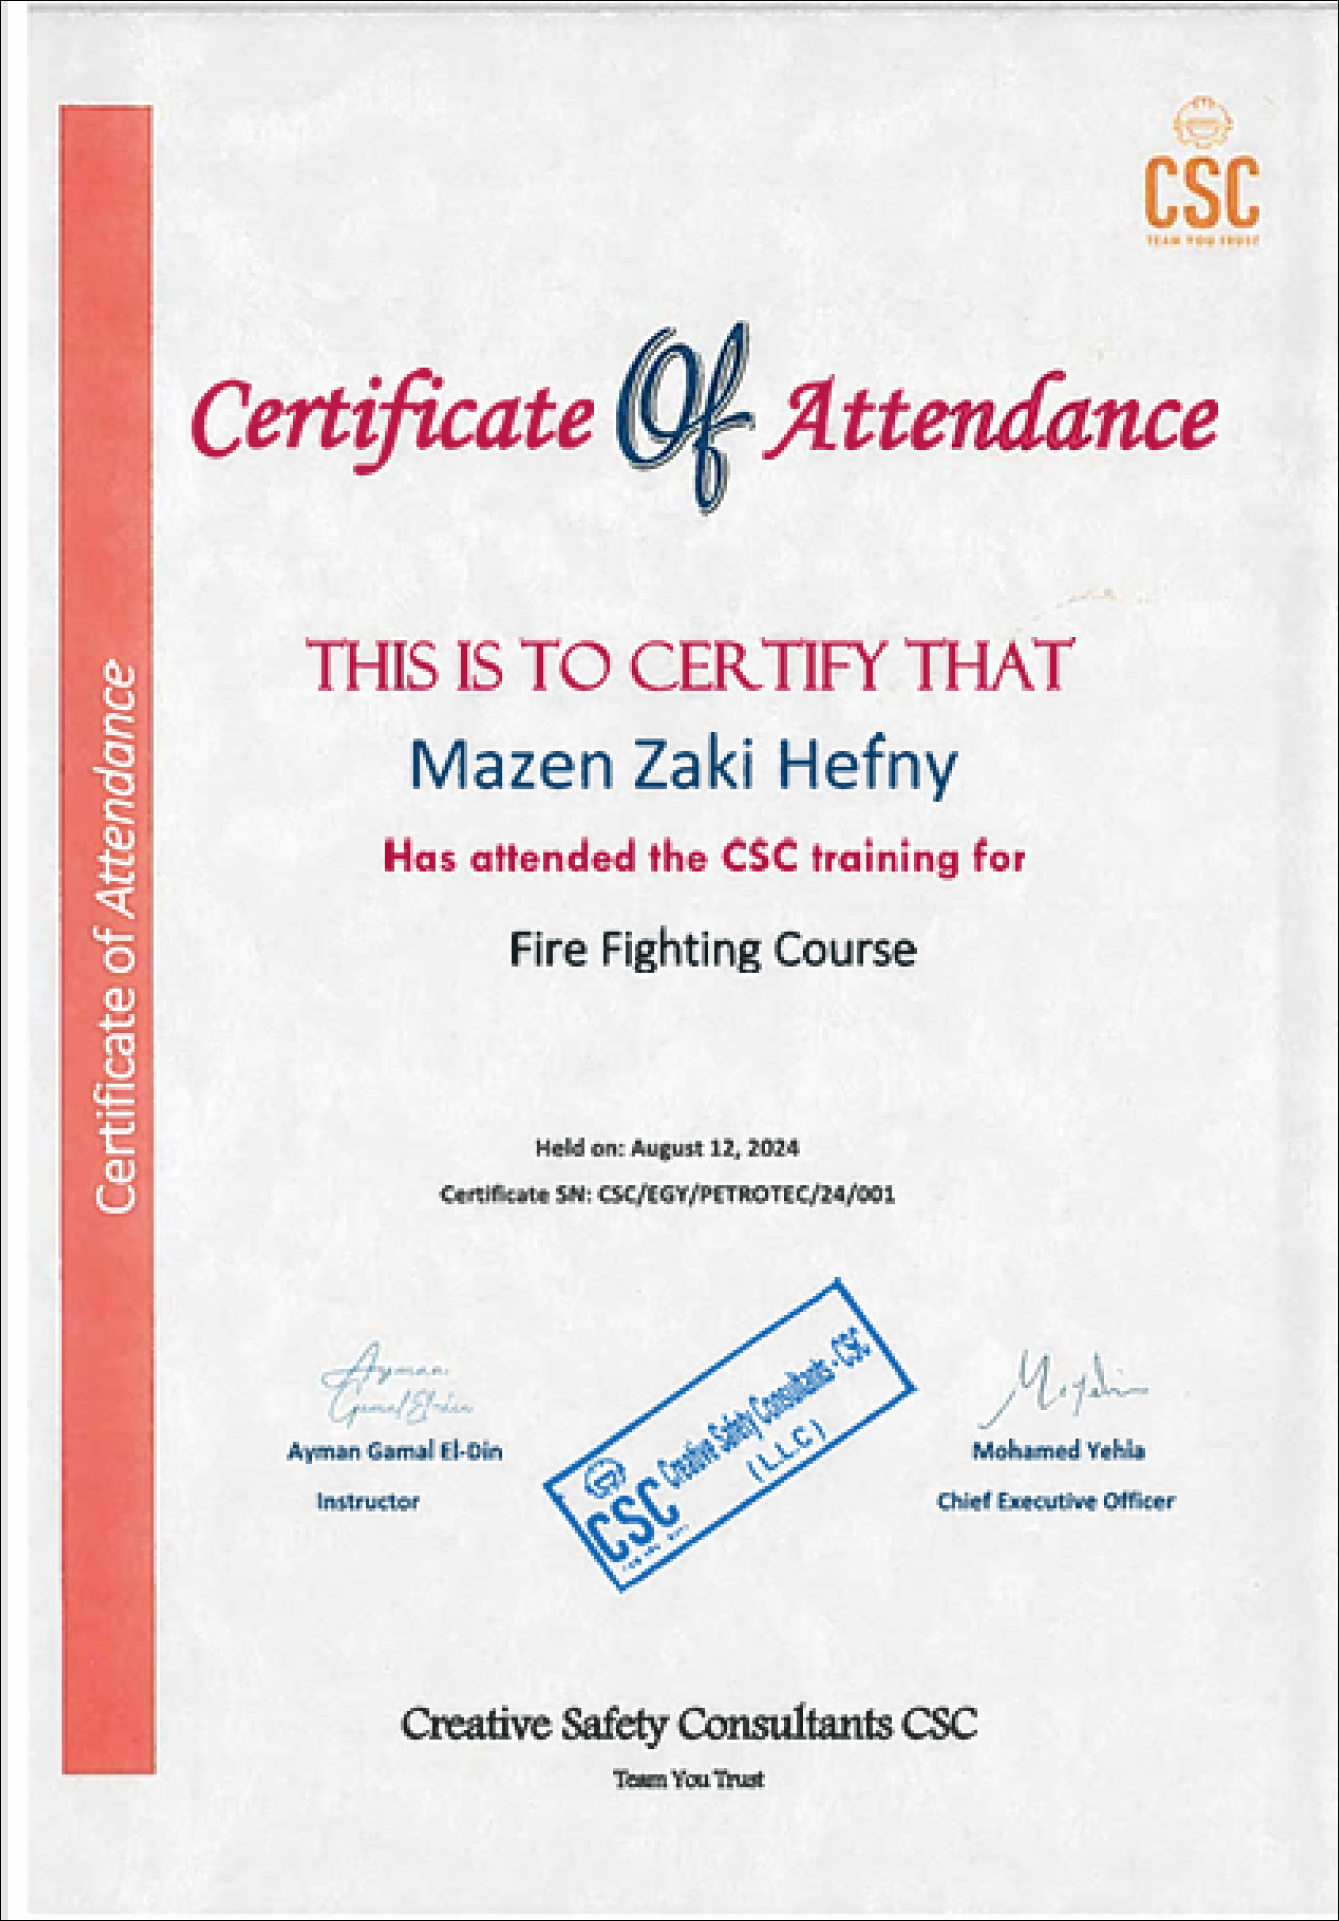 CSC
TEAM YOU TRUST
Certificate Of Attendance
Certificate of Attendance
THIS IS TO CERTIFY THAT
Mazen Zaki Hefny
Has attended the CSC training for
Fire Fighting Course
Held on: August 12, 2024
Certificate SN: CSC/EGY/PETROTEC/24/001
Ayman
Gamal El-Din
Ayman Gamal El-Din
Instructor
CSC
Creative Safety Consultants - CSC
(L.L.C)
Mohamed Yehia
Chief Executive Officer
Creative Safety Consultants CSC
Team You Trust